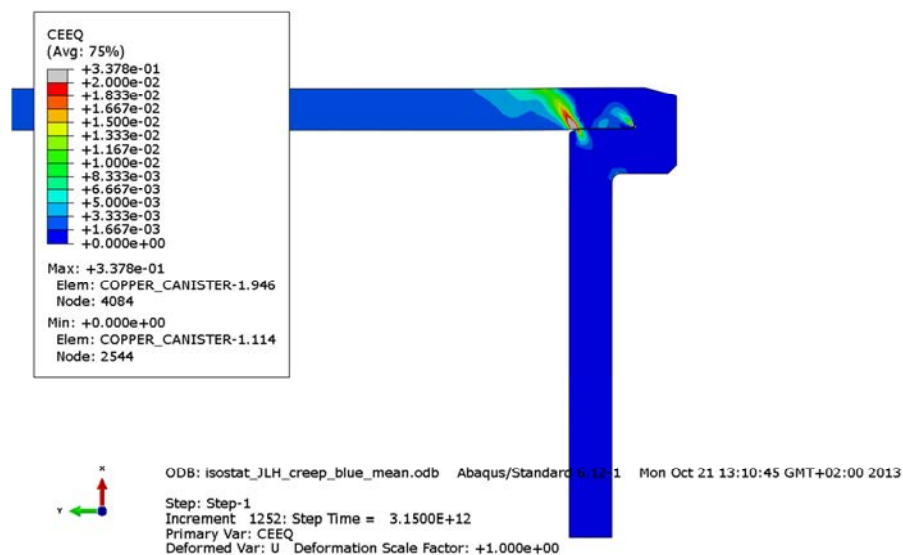 CEEQ
(Avg: 75%)
+3.378e-01
+2.000e-02
+1.833e-02
+1.667e-02
+1.500e-02
+1.333e-02
+1.167e-02
+1.000e-02
+8.333e-03
+6.667e-03
+5.000e-03
+3.333e-03
+1.667e-03
+0.000e+00
Max: +3.378e-01
Elem: COPPER_CANISTER-1.946
Node: 4084
Min: +0.000e+00
Elem: COPPER_CANISTER-1.114
Node: 2544
X
Y
ODB: isostat_JLH_creep_blue_mean.odb Abaqus/Standard 6.12-1 Mon Oct 21 13:10:45 GMT+02:00 2013
Step: Step-1
Increment 1252: Step Time = 3.1500E+12
Primary Var: CEEQ
Deformed Var: U Deformation Scale Factor: +1.000e+00